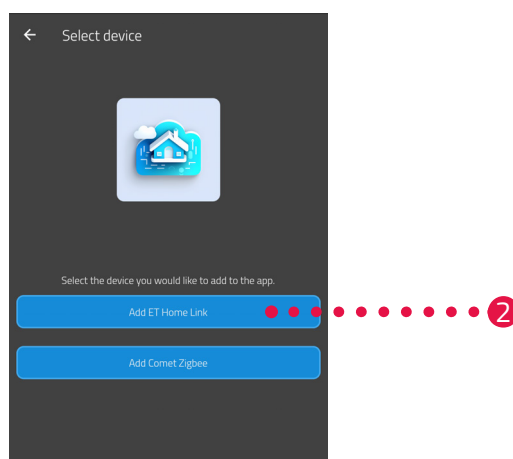 Select device
Select the device you would like to add to the app.
Add ET Home Link
2
Add Comet Zigbee